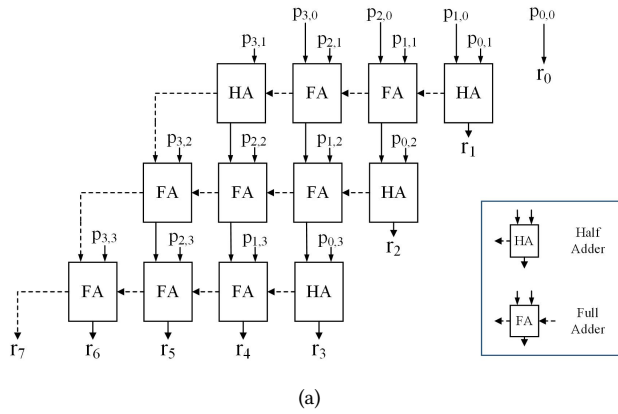 p3,0 p2,0 p1,0 p0,0
p3,1 p2,1 p1,1 p0,1
r0
HA FA FA HA
r1
p3,2 p2,2 p1,2 p0,2
FA FA FA HA
r2
p3,3 p2,3 p1,3 p0,3
FA FA FA HA
r7 r6 r5 r4 r3
HA Half
Adder
FA Full
Adder
(a)